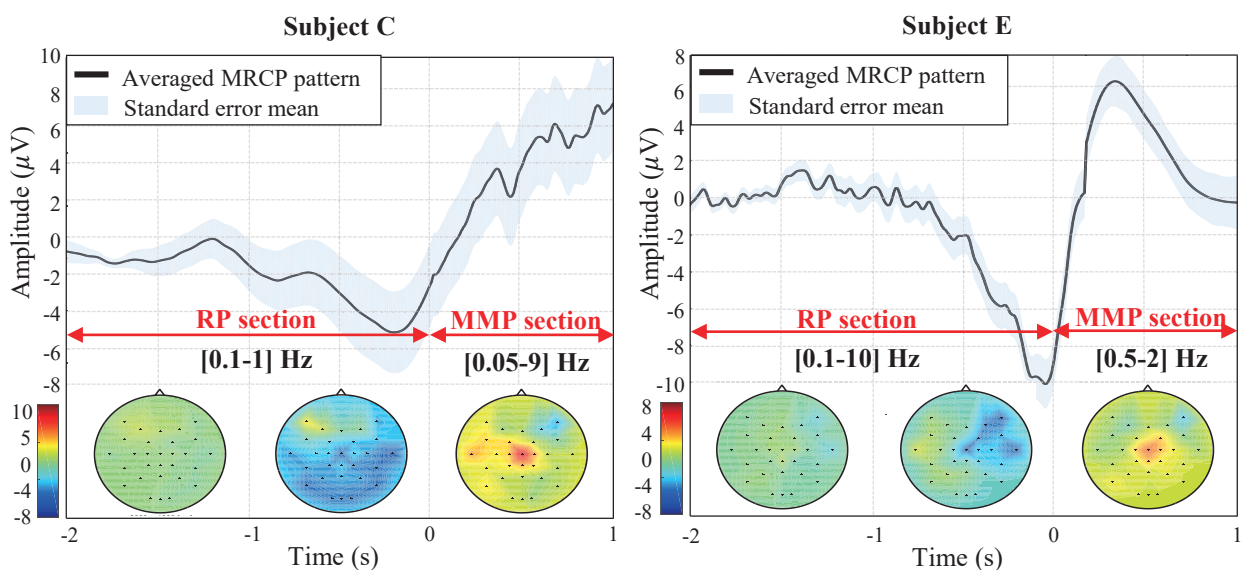 Subject C
Averaged MRCP pattern
Standard error mean
Amplitude (μV)
10
8
6
4
2
0
-2
-4
-6
-8
RP section
MMP section
[0.1-1] Hz
[0.05-9] Hz
10
5
0
-4
-8
-2
-1
0
1
Time (s)
Subject E
Averaged MRCP pattern
Standard error mean
Amplitude (μV)
8
6
4
2
0
-2
-4
-6
-8
-10
RP section
MMP section
[0.1-10] Hz
[0.5-2] Hz
8
4
0
-4
-8
-2
-1
0
1
Time (s)